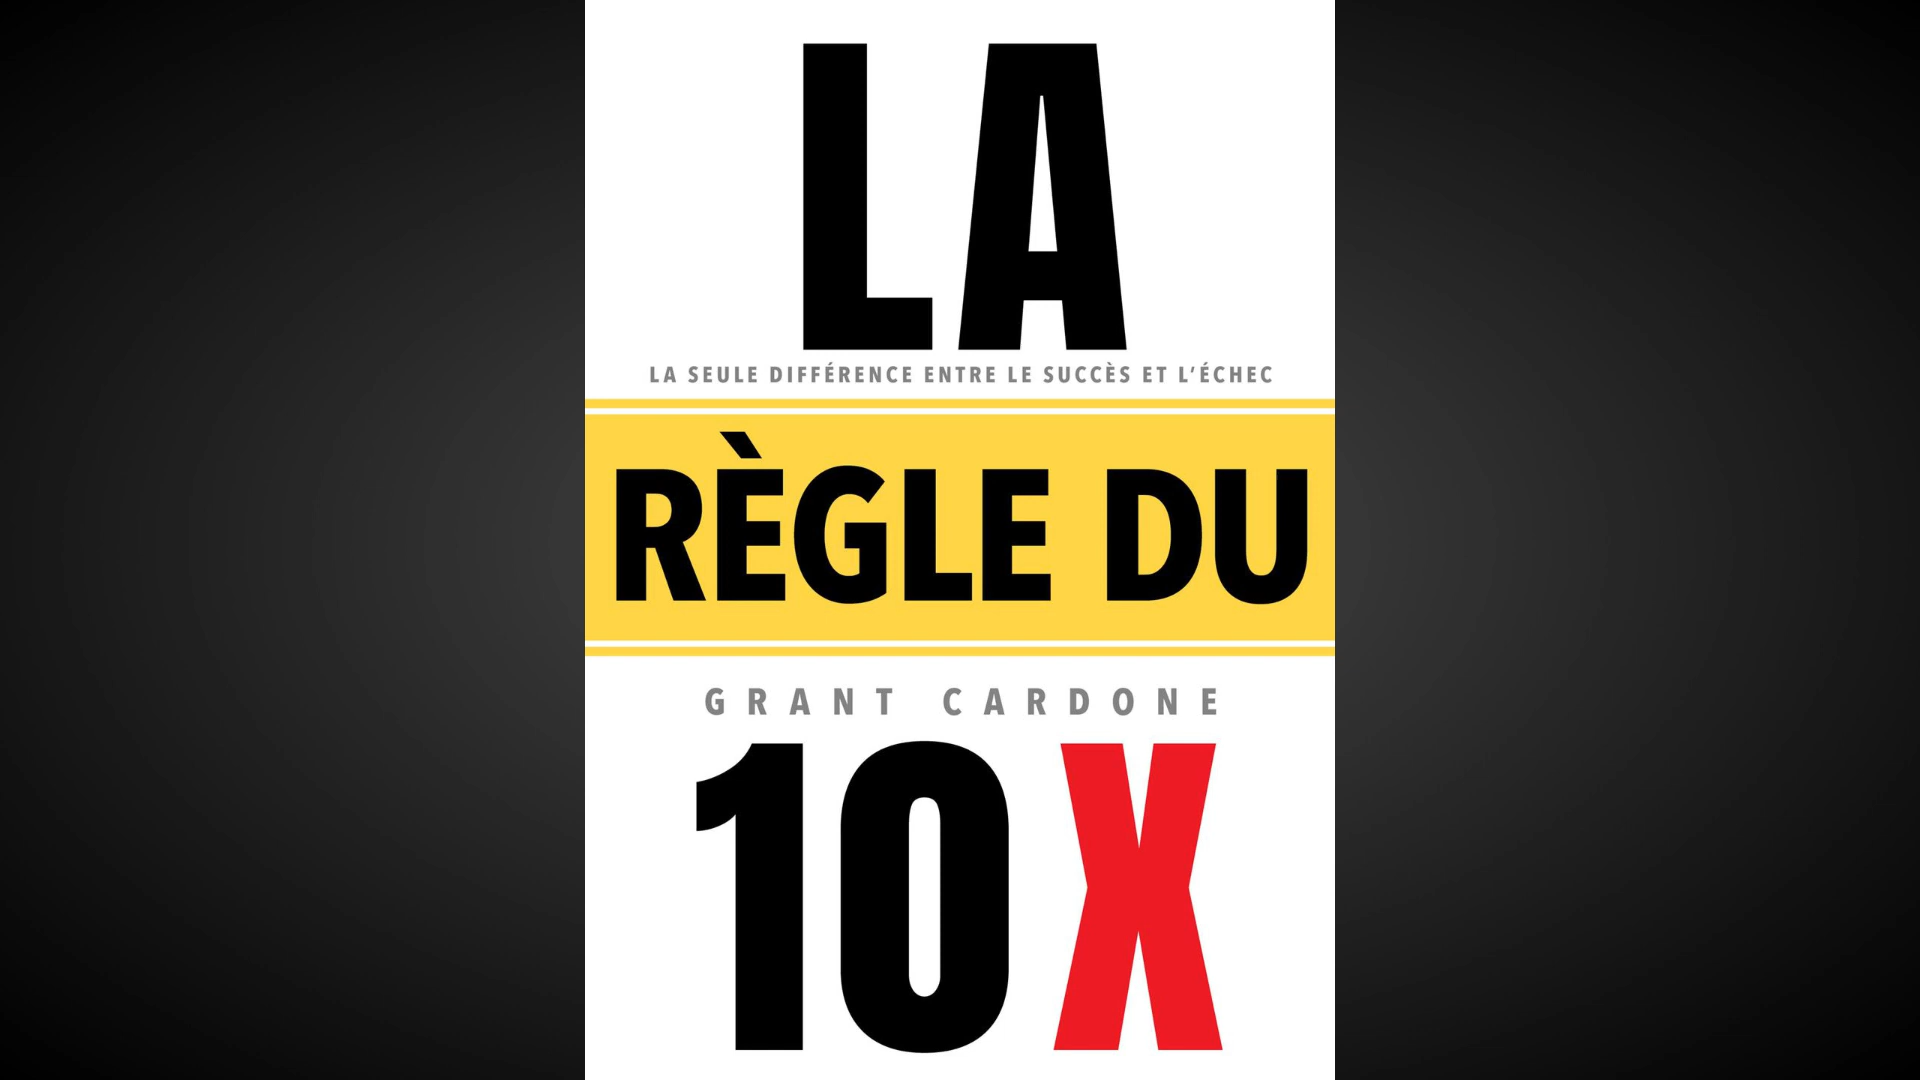 LA
LA SEULE DIFFÉRENCE ENTRE LE SUCCÈS ET L'ÉCHEC
RÈGLE DU
GRANT CARDONE
10X